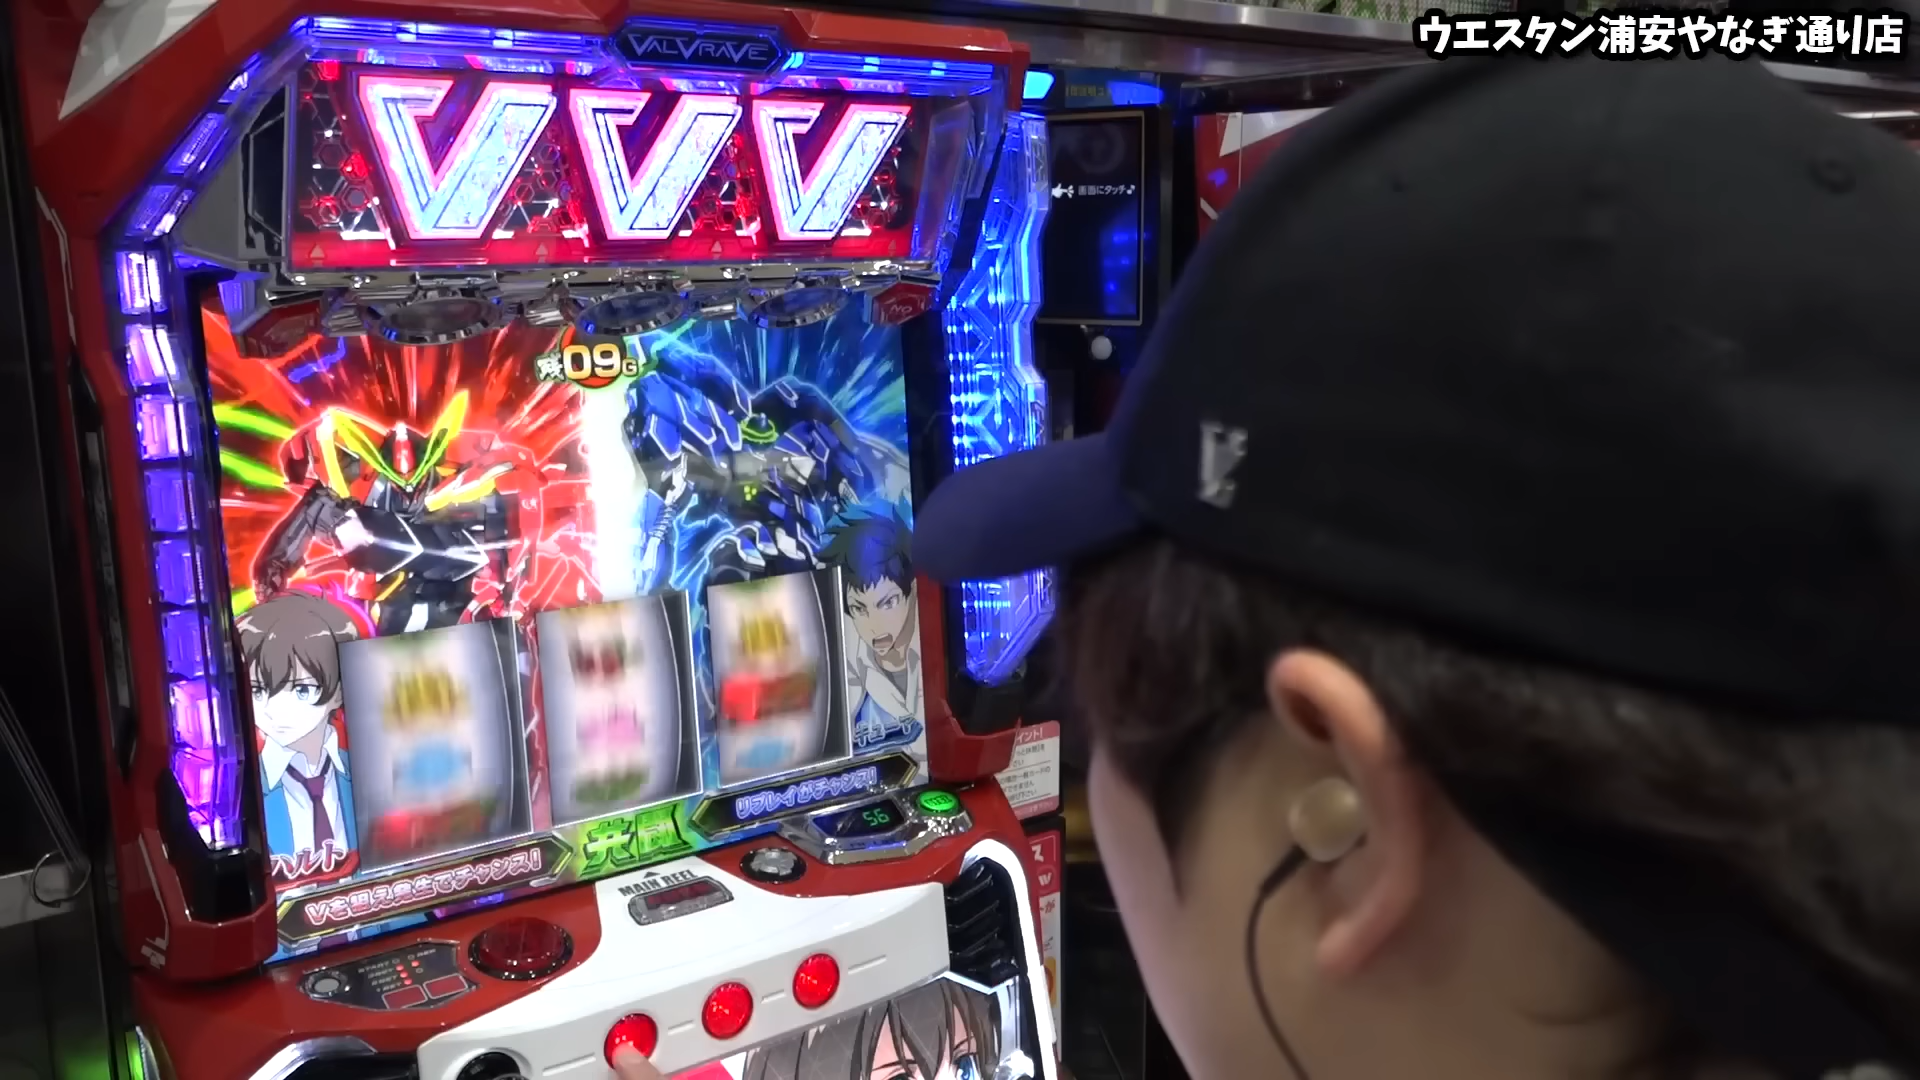 ウエスタン浦安やなぎ通り店
VALVRAVE
VVV
画面にタッチ
残09G
キューマ
ハルト
リプレイがチャンス!
共闘
Vを狙え発生でチャンス!
56
MAIN REEL